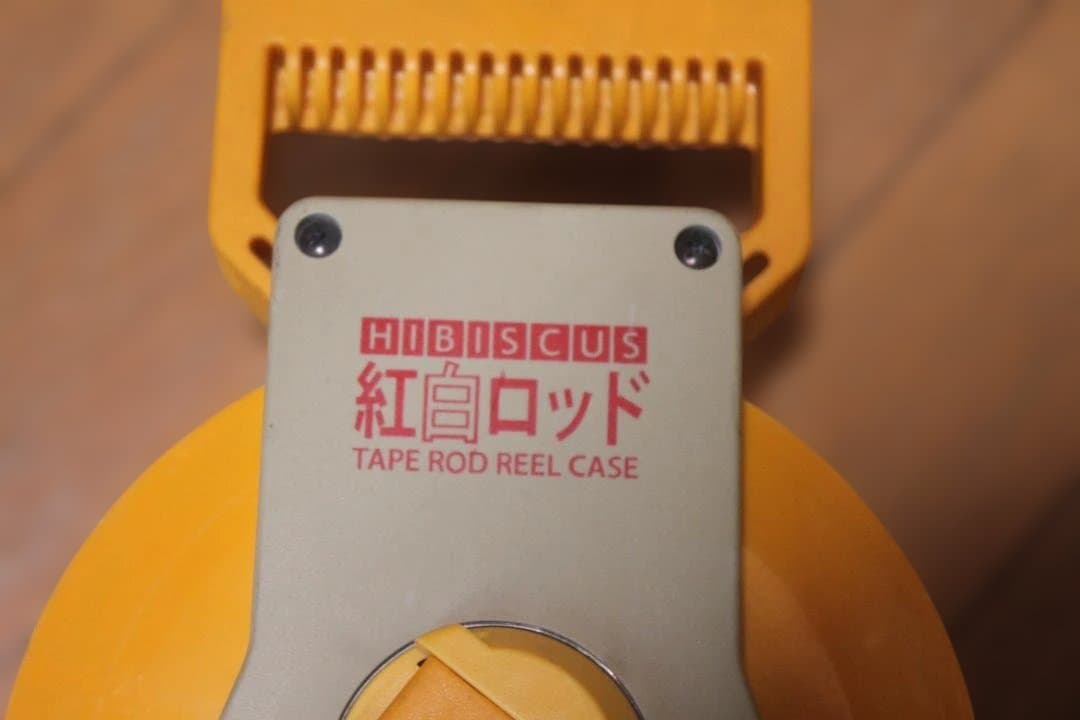 HIBISCUS
紅白ロッド
TAPE ROD REEL CASE